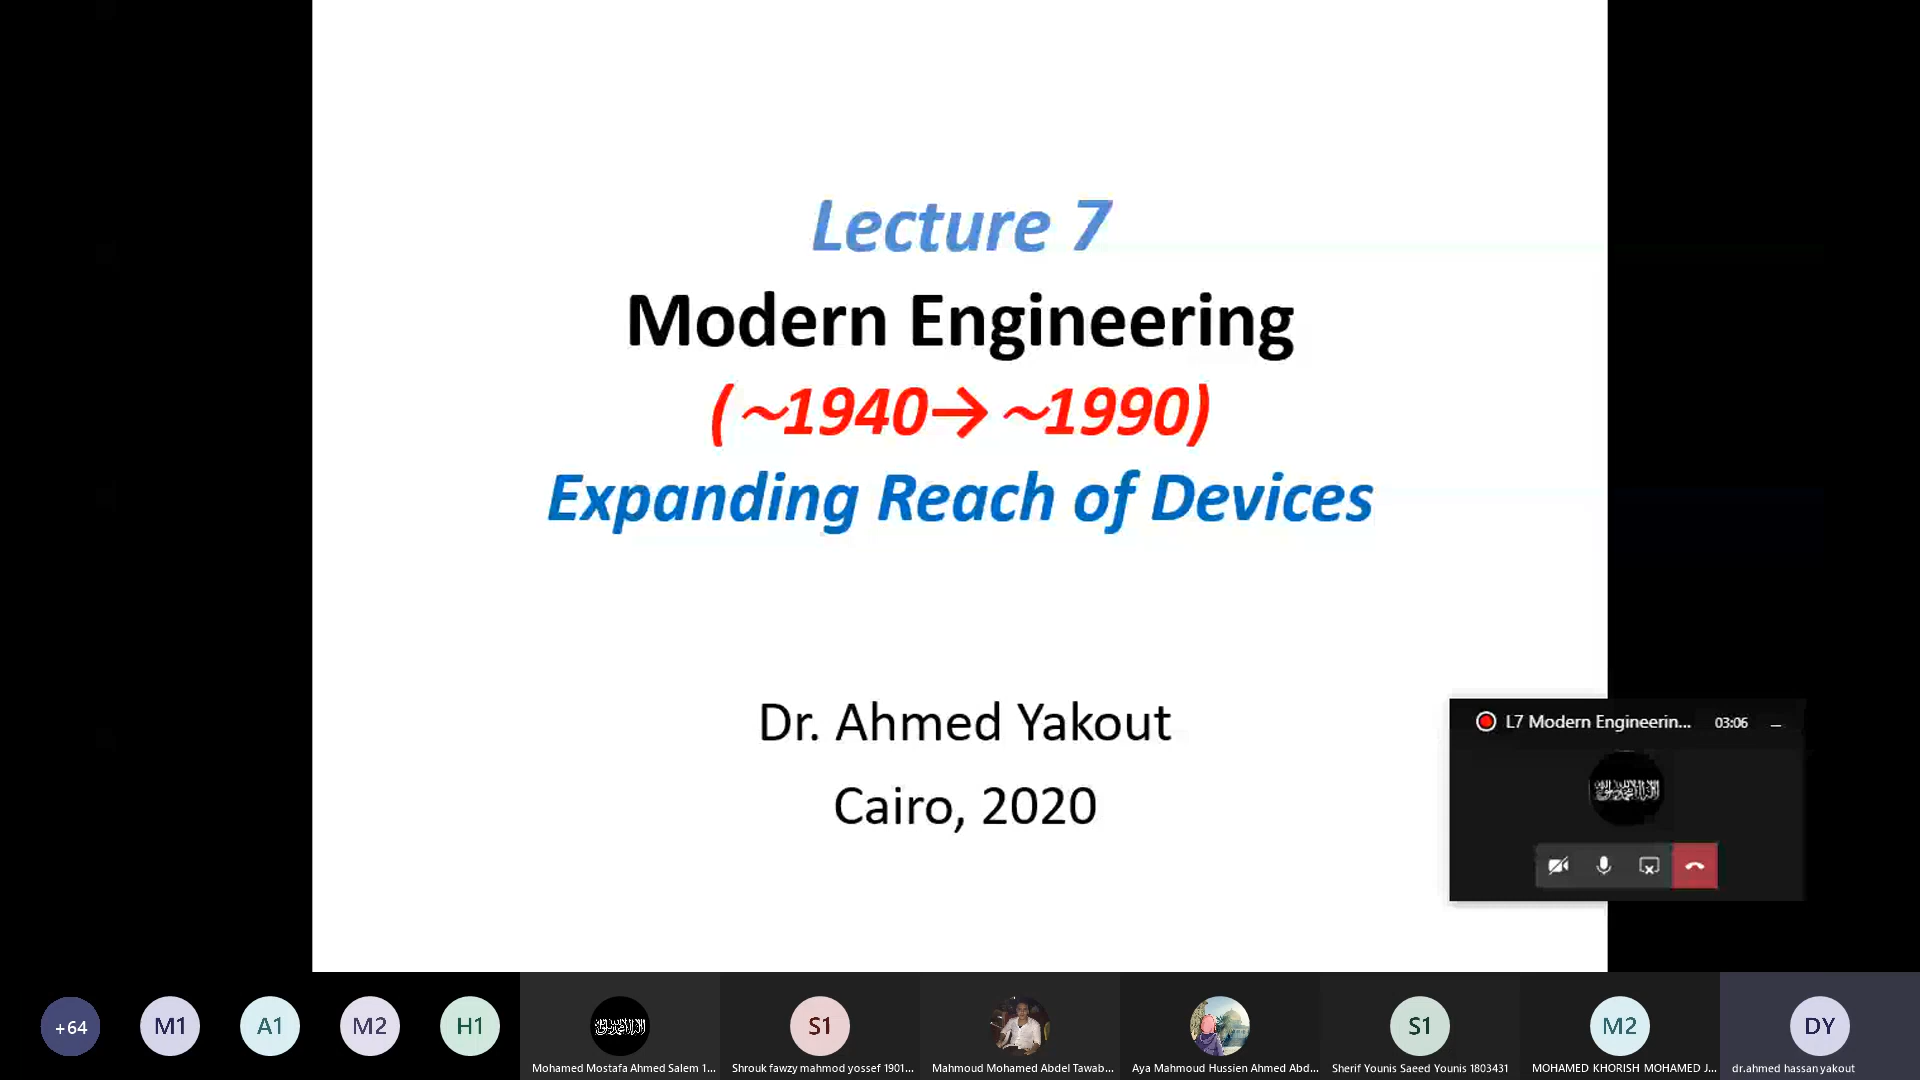 Lecture 7
Modern Engineering
(~1940→ ~1990)
Expanding Reach of Devices
Dr. Ahmed Yakout
Cairo, 2020
L7 Modern Engineerin... 03:06
+64
M1
A1
M2
H1
S1
S1
M2
DY
Mohamed Mostafa Ahmed Salem 1...
Shrouk fawzy mahmod yossef 1901...
Mahmoud Mohamed Abdel Tawab...
Aya Mahmoud Hussien Ahmed Abd...
Sherif Younis Saeed Younis 1803431
MOHAMED KHORISH MOHAMED J...
dr.ahmed hassan yakout